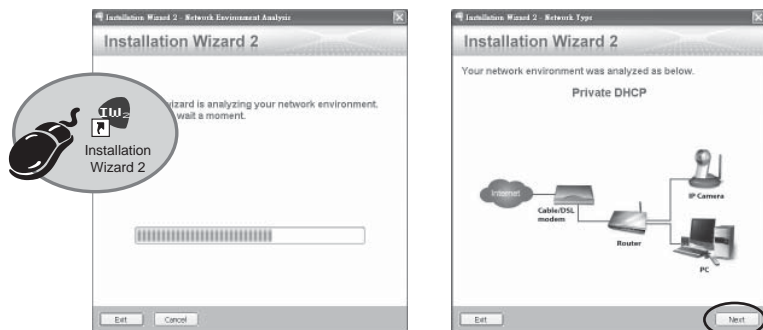 Installation Wizard 2 - Network Environment Analysis
Installation Wizard 2
wizard is analyzing your network environment.
wait a moment.
IW2
Installation
Wizard 2
Exit
Cancel
Installation Wizard 2 - Network Type
Installation Wizard 2
Your network environment was analyzed as below.
Private DHCP
Internet
Cable/DSL
modem
Router
IP Camera
PC
Exit
Next